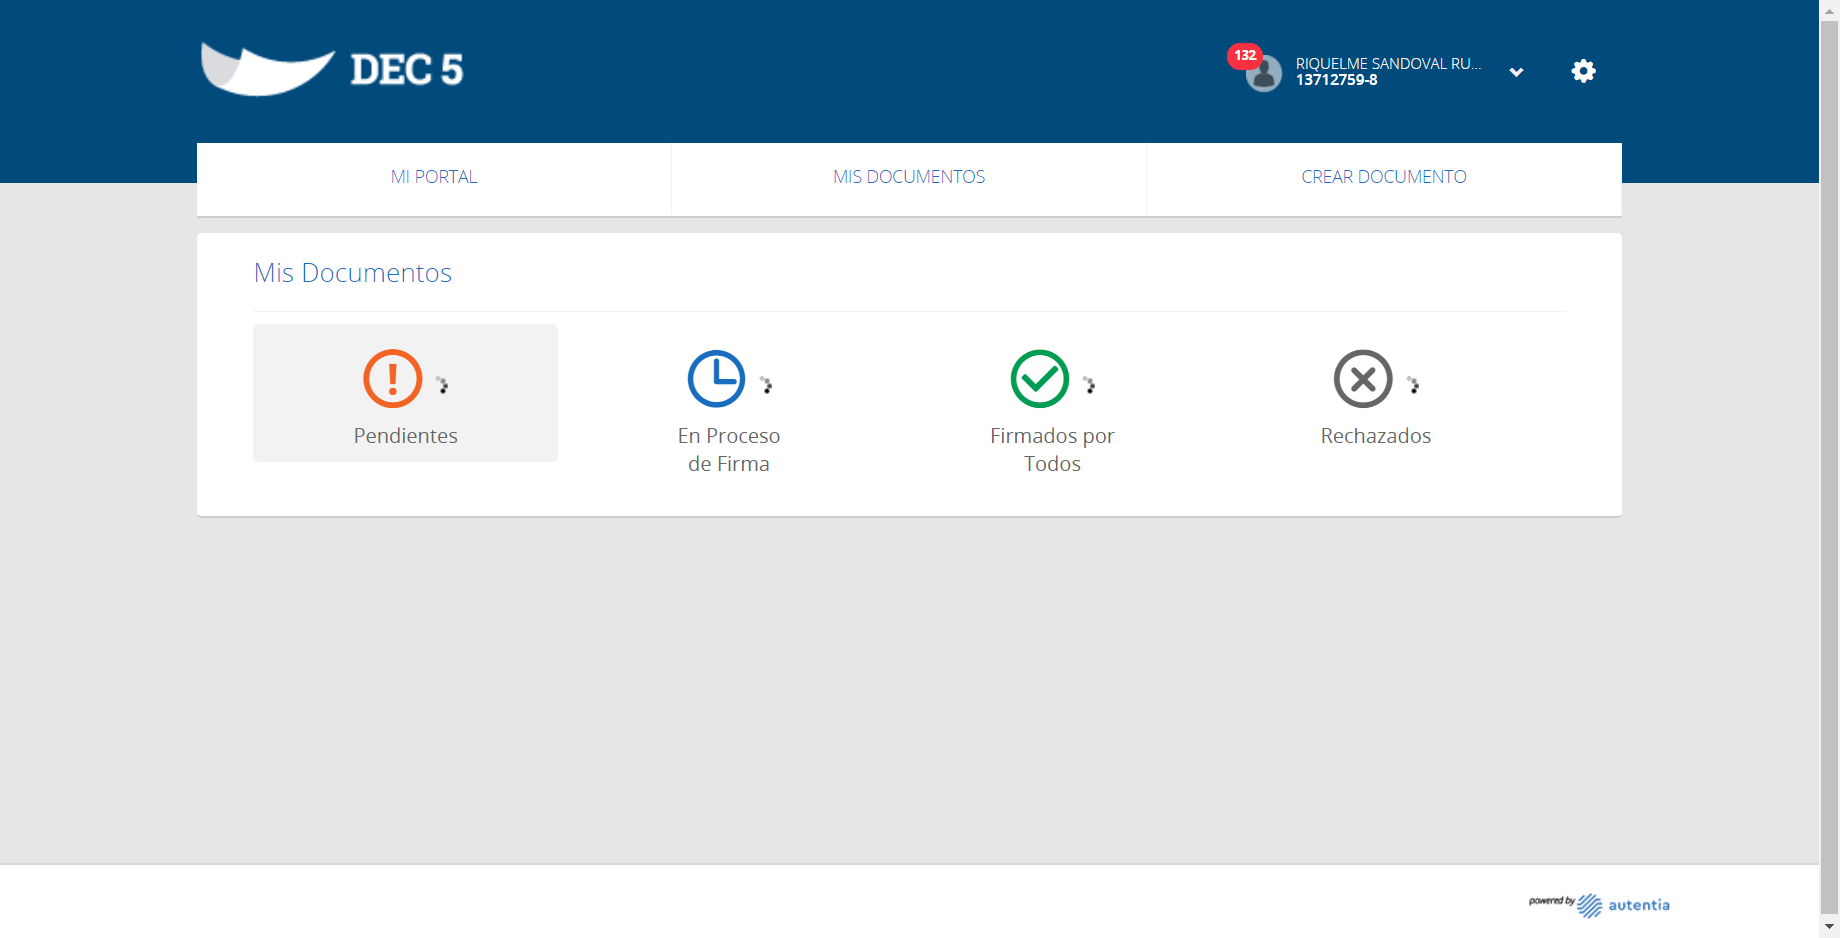 DEC 5
132
RIQUELME SANDOVAL RU...
13712759-8
MI PORTAL
MIS DOCUMENTOS
CREAR DOCUMENTO
Mis Documentos
Pendientes
En Proceso
de Firma
Firmados por
Todos
Rechazados
powered by autentia